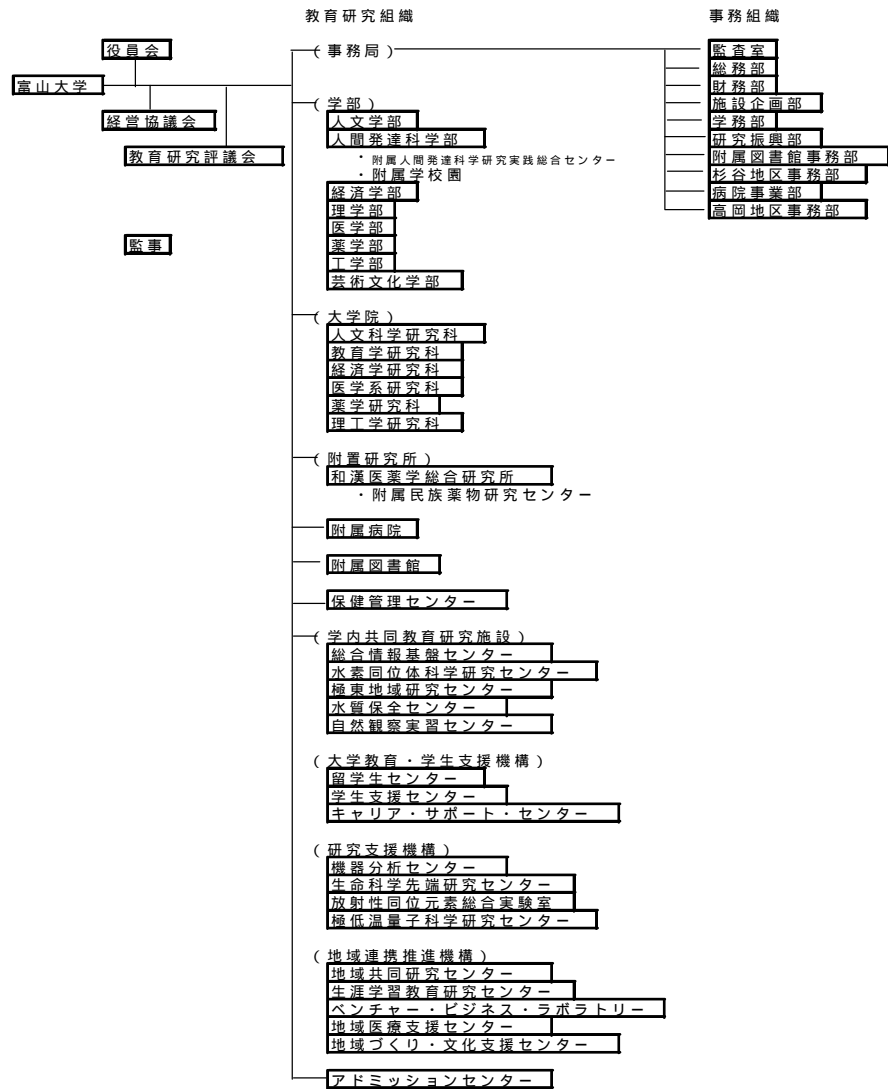 教育研究組織
事務組織
役員会
富山大学
経営協議会
教育研究評議会
監事
(事務局)
(学部)
人文学部
人間発達科学部
・附属人間発達科学研究実践総合センター
・附属学校園
経済学部
理学部
医学部
薬学部
工学部
芸術文化学部
(大学院)
人文科学研究科
教育学研究科
経済学研究科
医学系研究科
薬学研究科
理工学研究科
(附置研究所)
和漢医薬学総合研究所
・附属民族薬物研究センター
附属病院
附属図書館
保健管理センター
(学内共同教育研究施設)
総合情報基盤センター
水素同位体科学研究センター
極東地域研究センター
水質保全センター
自然観察実習センター
(大学教育・学生支援機構)
留学生センター
学生支援センター
キャリア・サポート・センター
(研究支援機構)
機器分析センター
生命科学先端研究センター
放射性同位元素総合実験室
極低温量子科学研究センター
(地域連携推進機構)
地域共同研究センター
生涯学習教育研究センター
ベンチャー・ビジネス・ラボラトリー
地域医療支援センター
地域づくり・文化支援センター
アドミッションセンター
監査室
総務部
財務部
施設企画部
学務部
研究振興部
附属図書館事務部
杉谷地区事務部
病院事業部
高岡地区事務部